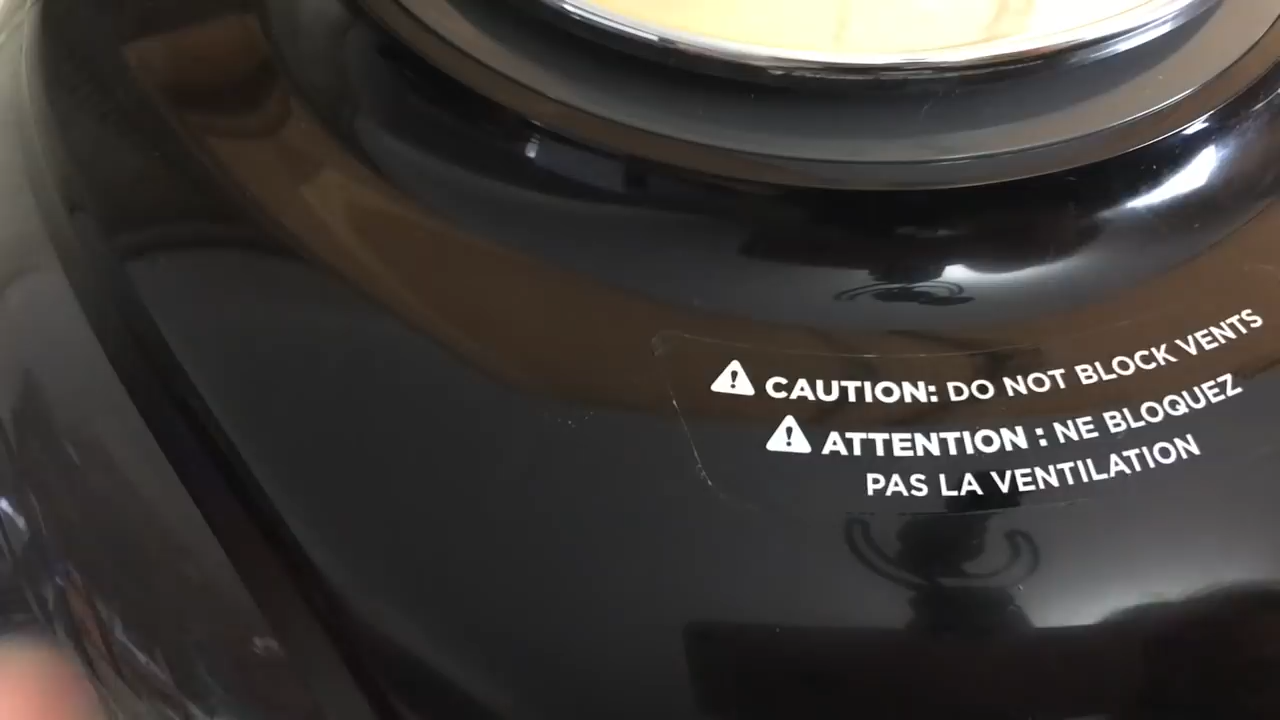 CAUTION: DO NOT BLOCK VENTS
ATTENTION : NE BLOQUEZ
PAS LA VENTILATION